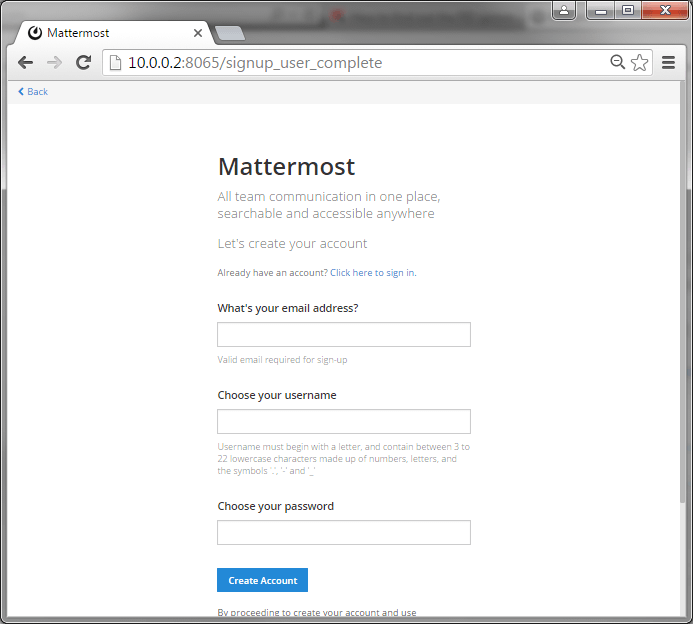 Mattermost
10.0.0.2:8065/signup_user_complete
Back
Mattermost
All team communication in one place,
searchable and accessible anywhere
Let's create your account
Already have an account? Click here to sign in.
What's your email address?
Valid email required for sign-up
Choose your username
Username must begin with a letter, and contain between 3 to
22 lowercase characters made up of numbers, letters, and
the symbols '.', '-' and '_'
Choose your password
Create Account
By proceeding to create your account and use